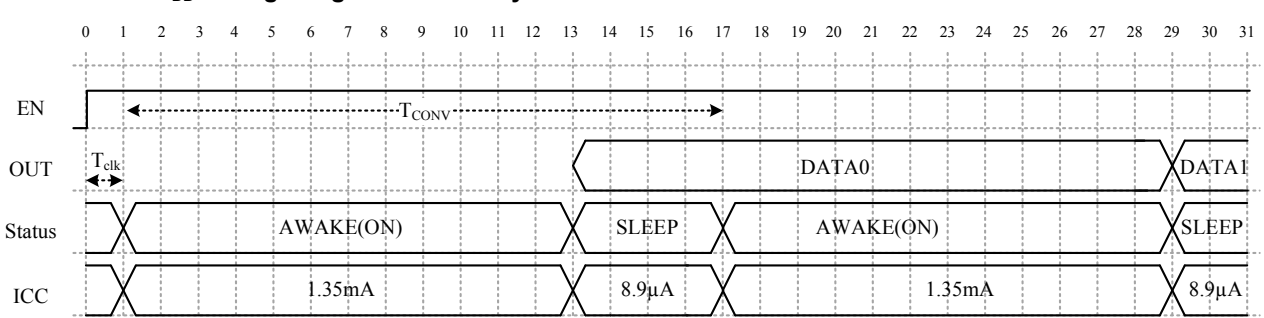 0 1 2 3 4 5 6 7 8 9 10 11 12 13 14 15 16 17 18 19 20 21 22 23 24 25 26 27 28 29 30 31
EN TCONV
OUT Tclk DATA0 DATA1
Status AWAKE(ON) SLEEP AWAKE(ON) SLEEP
ICC 1.35mA 8.9µA 1.35mA 8.9µA